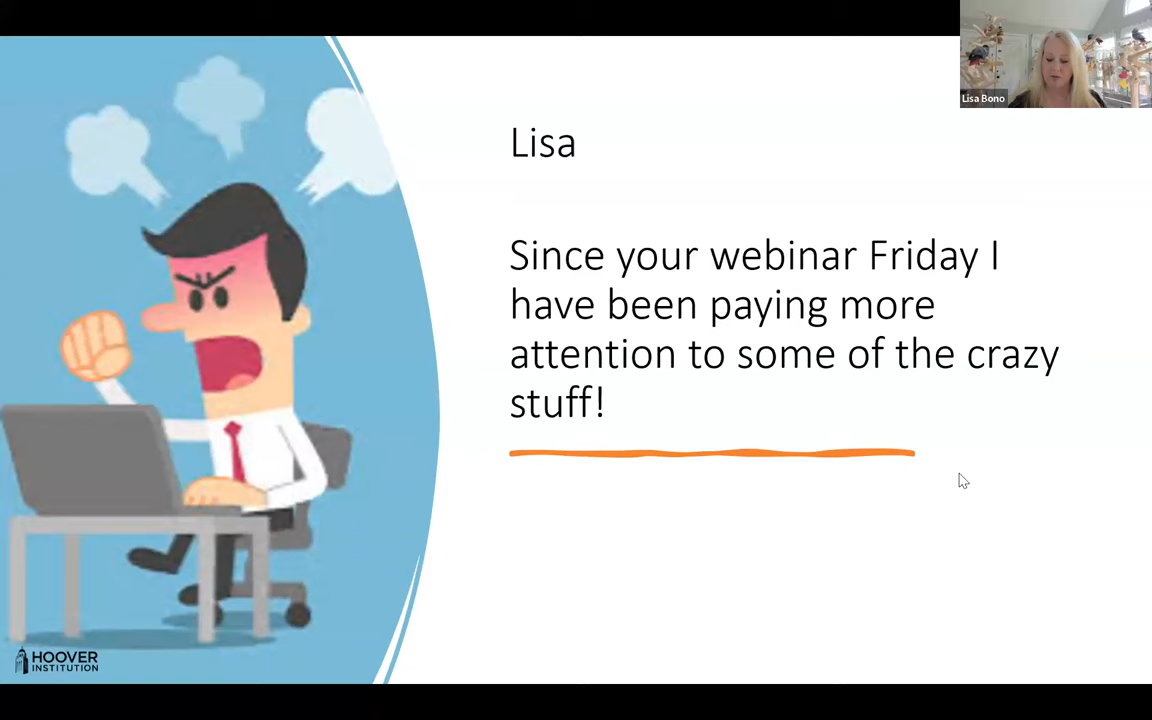 Lisa Bono
Lisa
Since your webinar Friday I
have been paying more
attention to some of the crazy
stuff!
HOOVER
INSTITUTION